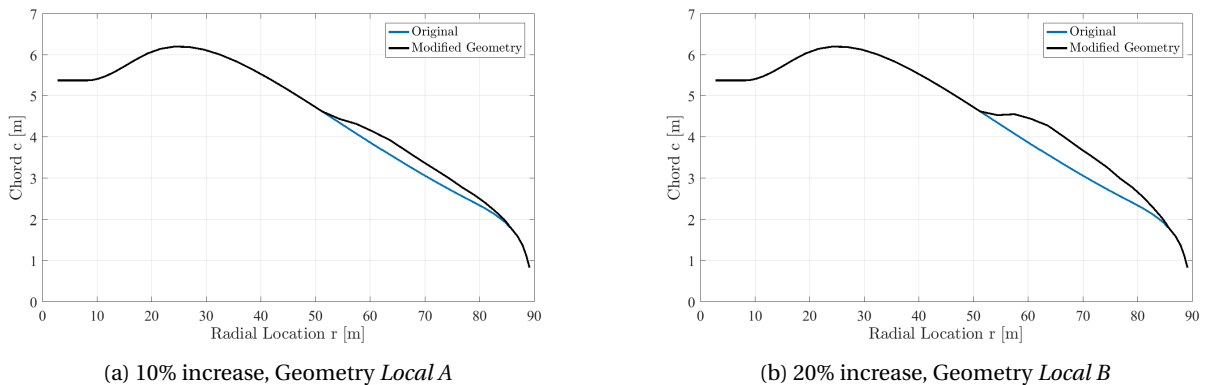 7
6
5
4
3
2
1
0
Chord c [m]
Original
Modified Geometry
0 10 20 30 40 50 60 70 80 90
Radial Location r [m]
(a) 10% increase, Geometry Local A
7
6
5
4
3
2
1
0
Chord c [m]
Original
Modified Geometry
0 10 20 30 40 50 60 70 80 90
Radial Location r [m]
(b) 20% increase, Geometry Local B